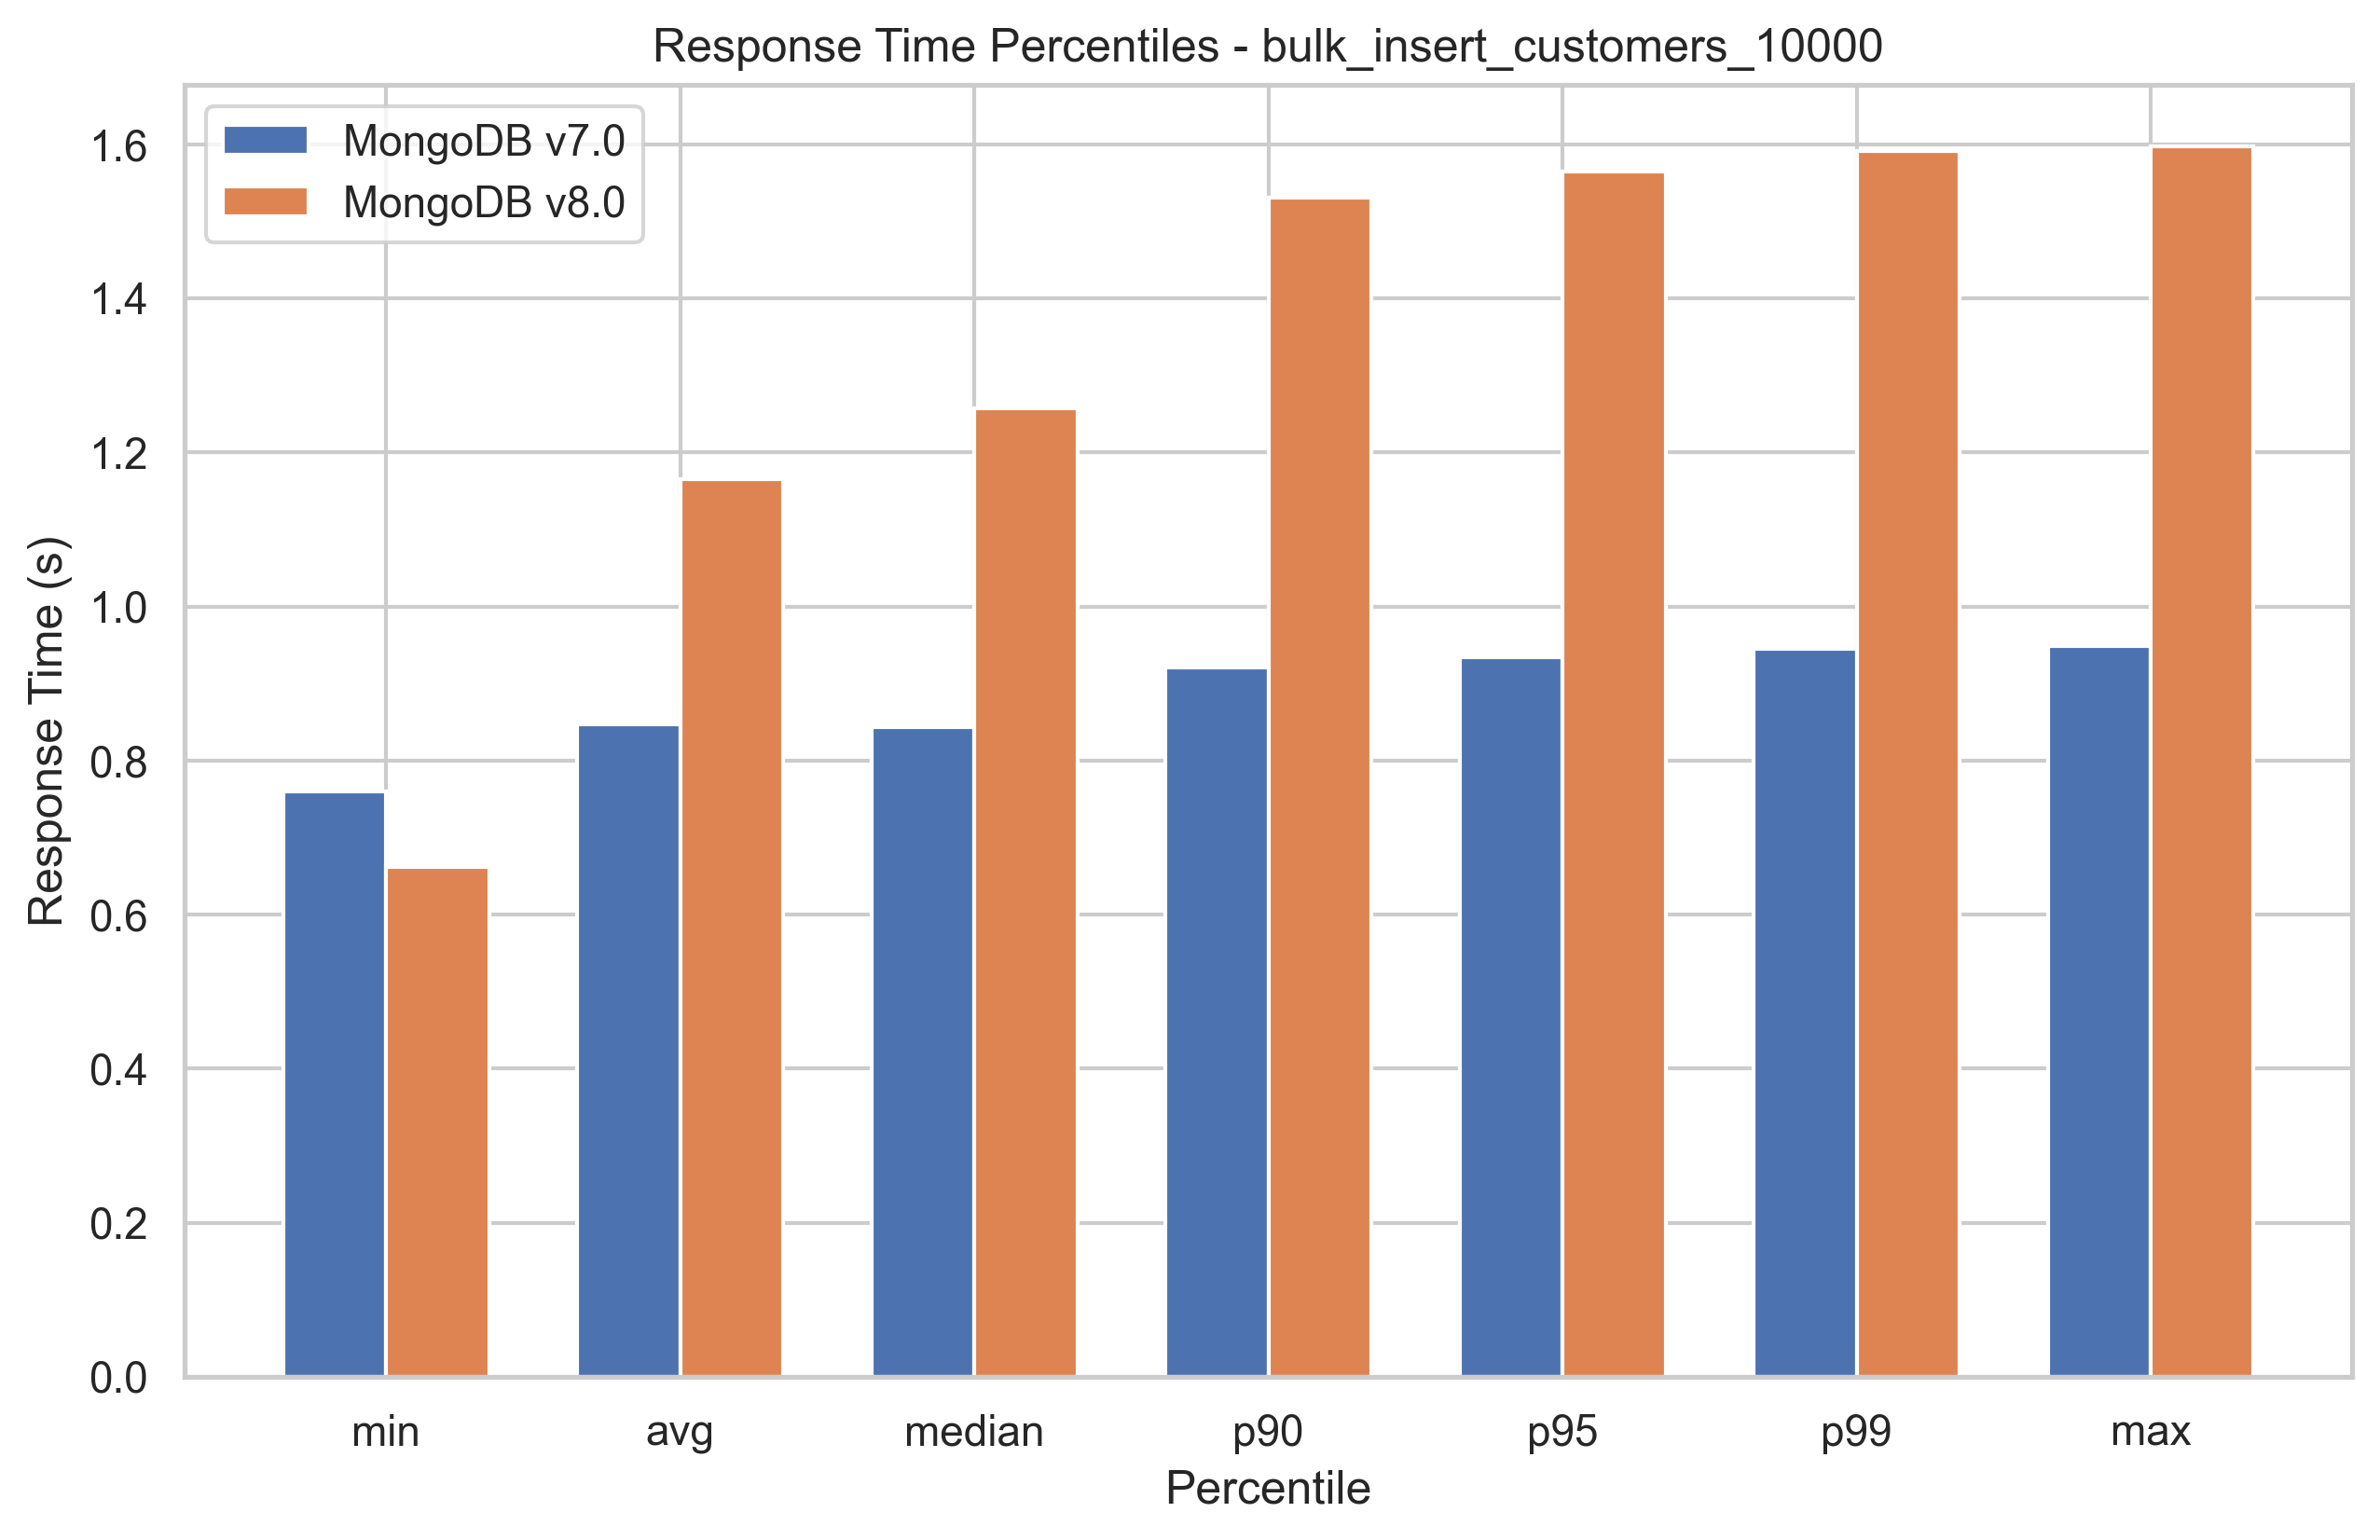 Response Time Percentiles - bulk_insert_customers_10000
MongoDB v7.0
MongoDB v8.0
Response Time (s)
1.6
1.4
1.2
1.0
0.8
0.6
0.4
0.2
0.0
min avg median p90 p95 p99 max
Percentile